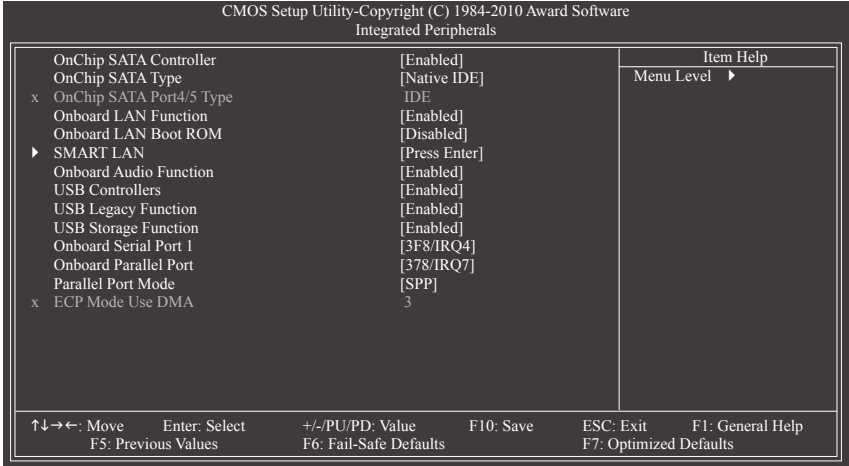 CMOS Setup Utility-Copyright (C) 1984-2010 Award Software
Integrated Peripherals
OnChip SATA Controller [Enabled]
OnChip SATA Type [Native IDE]
x OnChip SATA Port4/5 Type IDE
Onboard LAN Function [Enabled]
Onboard LAN Boot ROM [Disabled]
SMART LAN [Press Enter]
Onboard Audio Function [Enabled]
USB Controllers [Enabled]
USB Legacy Function [Enabled]
USB Storage Function [Enabled]
Onboard Serial Port 1 [3F8/IRQ4]
Onboard Parallel Port [378/IRQ7]
Parallel Port Mode [SPP]
x ECP Mode Use DMA 3
Item Help
Menu Level
↑↓→←: Move Enter: Select +/-/PU/PD: Value F10: Save ESC: Exit F1: General Help
F5: Previous Values F6: Fail-Safe Defaults F7: Optimized Defaults